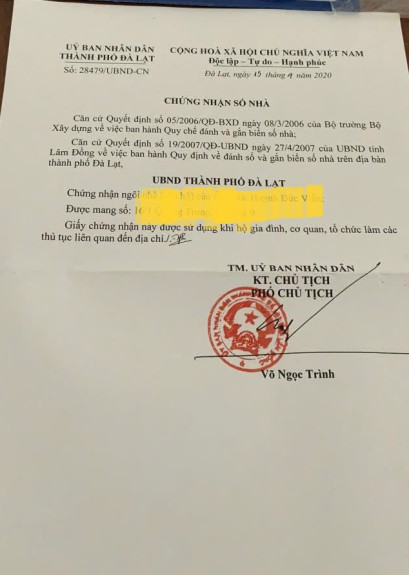 UỶ BAN NHÂN DÂN
THÀNH PHỐ ĐÀ LẠT
Số: 28479/UBND-CN
CỘNG HOÀ XÃ HỘI CHỦ NGHĨA VIỆT NAM
Độc lập – Tự do – Hạnh phúc
Đà Lạt, ngày 15 tháng 9 năm 2020
CHỨNG NHẬN SỐ NHÀ
Căn cứ Quyết định số 05/2006/QĐ-BXD ngày 08/3/2006 của Bộ trưởng Bộ
Xây dựng về việc ban hành Quy chế đánh và gắn biển số nhà;
Căn cứ Quyết định số 19/2007/QĐ-UBND ngày 27/4/2007 của UBND tỉnh
Lâm Đồng về việc ban hành Quy định về đánh và gắn biển số nhà trên địa bàn
thành phố Đà Lạt,
UBND THÀNH PHỐ ĐÀ LẠT
Chứng nhận ngôi
Được mang số:
Giấy chứng nhận này được sử dụng khi hộ gia đình, cơ quan, tổ chức làm các
thủ tục liên quan đến địa chỉ./.
TM. UỶ BAN NHÂN DÂN
KT. CHỦ TỊCH
PHÓ CHỦ TỊCH
Võ Ngọc Trình